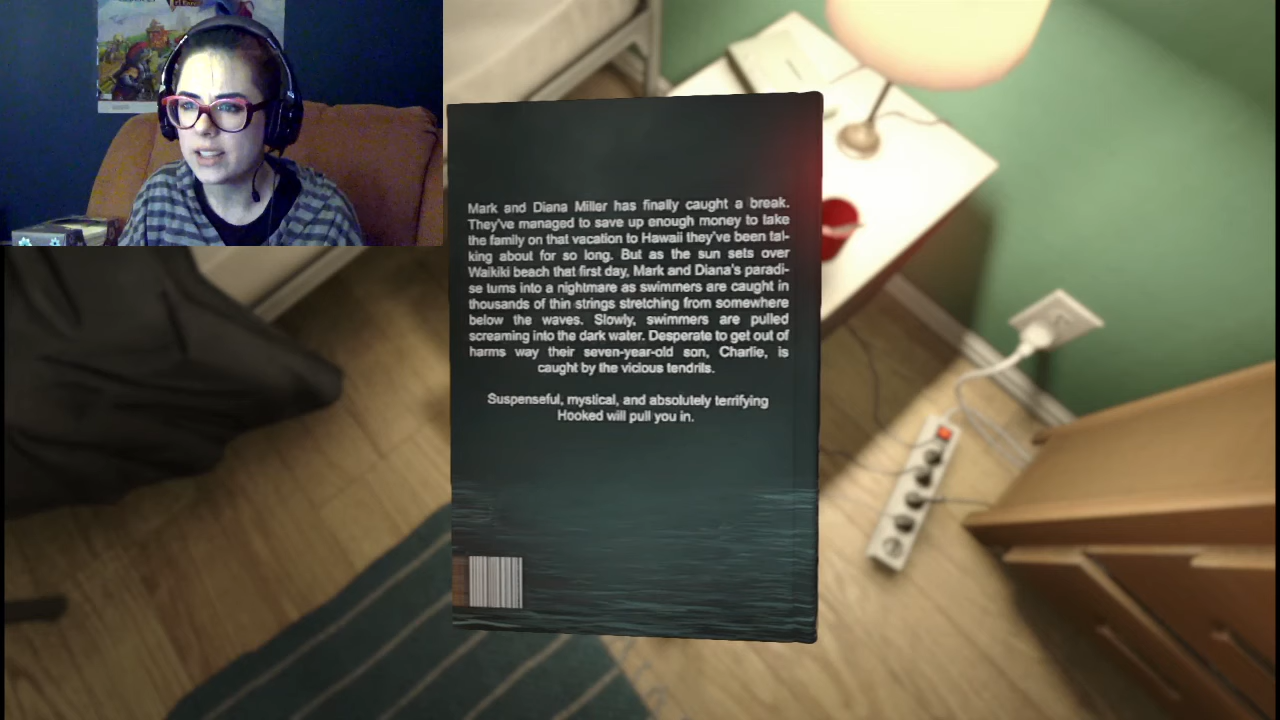 Mark and Diana Miller has finally caught a break.
They've managed to save up enough money to take
the family on that vacation to Hawaii they've been tal-
king about for so long. But as the sun sets over
Waikiki beach that first day, Mark and Diana's paradi-
se turns into a nightmare as swimmers are caught in
thousands of thin strings stretching from somewhere
below the waves. Slowly, swimmers are pulled
screaming into the dark water. Desperate to get out of
harms way their seven-year-old son, Charlie, is
caught by the vicious tendrils.
Suspenseful, mystical, and absolutely terrifying
Hooked will pull you in.